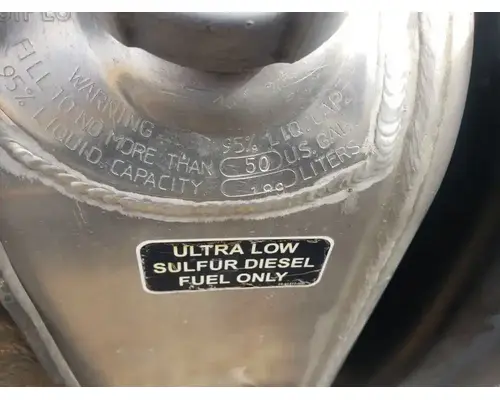 WARNING
FILL TO NO MORE THAN
95% LIQUID CAPACITY
95% LIQ. CAP.
50 U.S. GAL
189 LITERS
ULTRA LOW
SULFUR DIESEL
FUEL ONLY